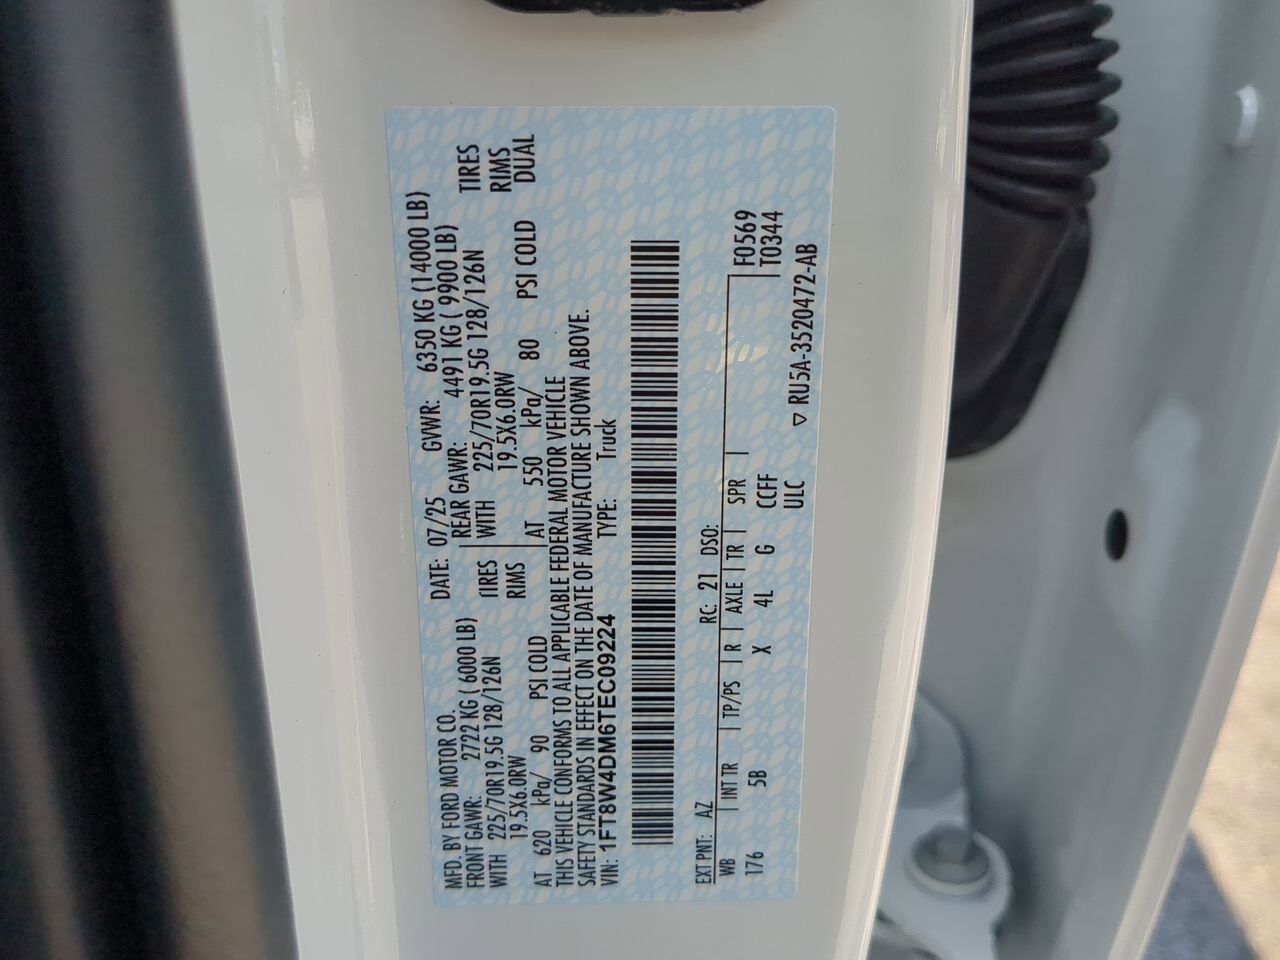 MFD. BY FORD MOTOR CO.
DATE: 07/25 GVWR: 6350 KG (14000 LB)
FRONT GAWR: 2722 KG ( 6000 LB)
REAR GAWR: 4491 KG ( 9900 LB)
WITH 225/70R19.5G 128/126N TIRES
WITH 225/70R19.5G 128/126N TIRES
19.5X6.0RW RIMS
19.5X6.0RW RIMS
AT 620 kPa/ 90 PSI COLD
AT 550 kPa/ 80 PSI COLD DUAL
THIS VEHICLE CONFORMS TO ALL APPLICABLE FEDERAL MOTOR VEHICLE
SAFETY STANDARDS IN EFFECT ON THE DATE OF MANUFACTURE SHOWN ABOVE.
VIN: 1FT8W4DM6TEC09224 TYPE: Truck
EXT PNT: AZ RC: 21 DSO:
F0569
WB INT TR TP/PS R AXLE TR SPR
T0344
176 5B X 4L G CCFF
ULC
▽ RU5A-3520472-AB